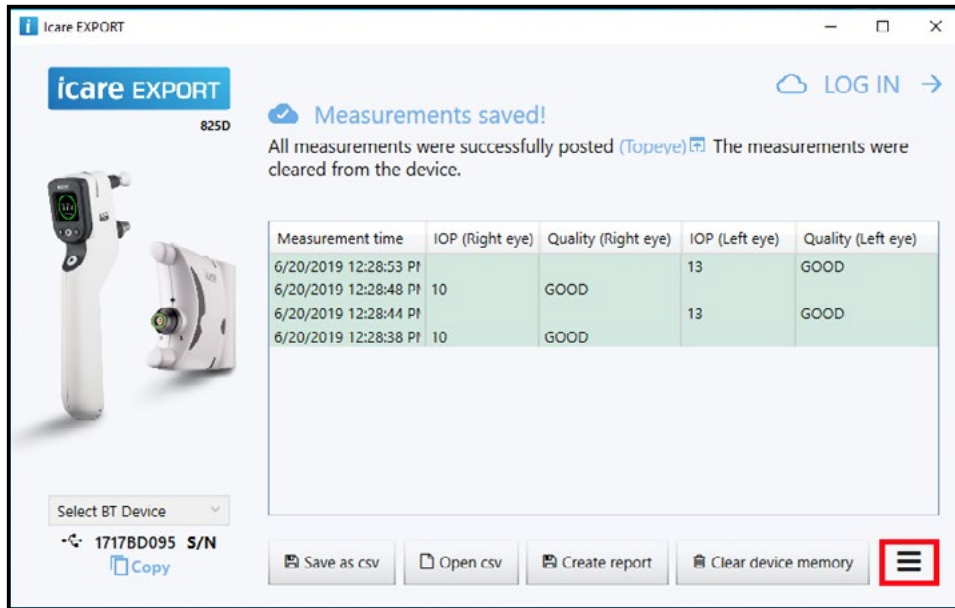 Icare EXPORT
icare EXPORT
825D
LOG IN
Measurements saved!
All measurements were successfully posted (Topeye) The measurements were
cleared from the device.
Measurement time IOP (Right eye) Quality (Right eye) IOP (Left eye) Quality (Left eye)
6/20/2019 12:28:53 PM 13 GOOD
6/20/2019 12:28:48 PM 10 GOOD
6/20/2019 12:28:44 PM 13 GOOD
6/20/2019 12:28:38 PM 10 GOOD
Select BT Device
1717BD095 S/N
Copy
Save as csv Open csv Create report Clear device memory